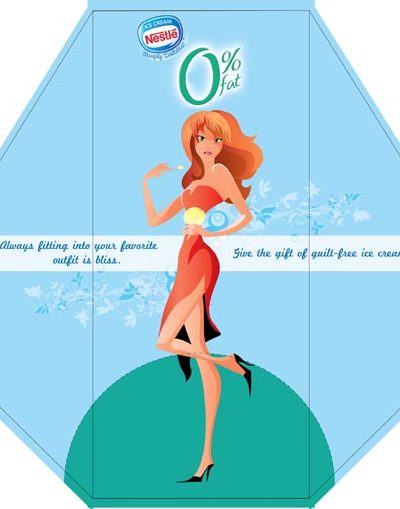 ICE CREAM
Nestlé
0%
fat
Always fitting into your favorite
outfit is bliss.
Give the gift of guilt-free ice cream